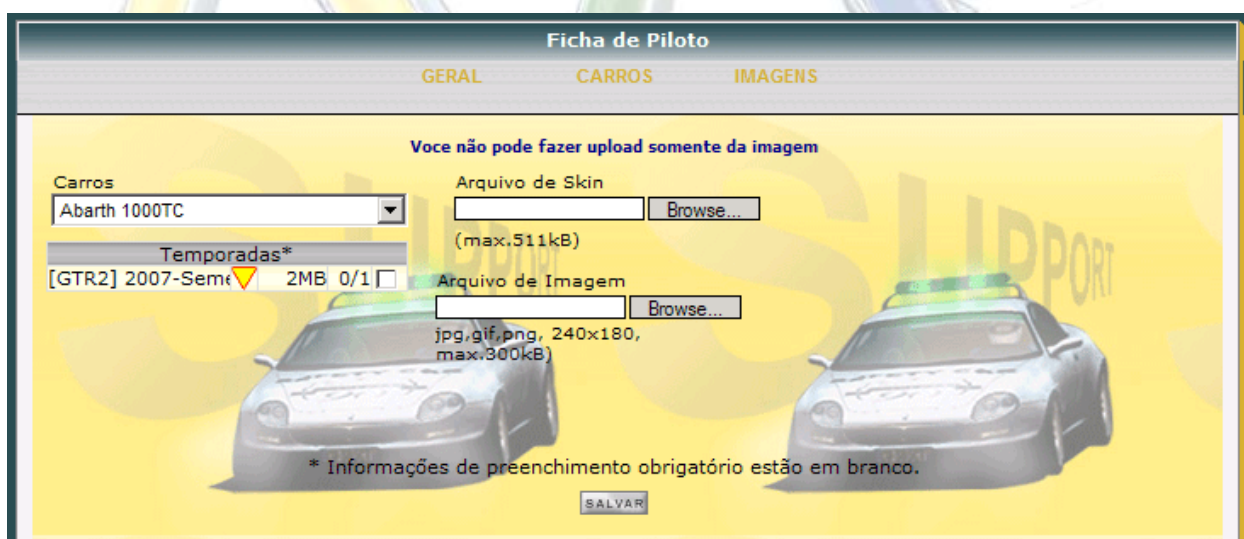 Ficha de Piloto
GERAL CARROS IMAGENS
Voce não pode fazer upload somente da imagem
Carros
Abarth 1000TC
Temporadas*
[GTR2] 2007-Seme 2MB 0/1
Arquivo de Skin
Browse...
(max.511kB)
Arquivo de Imagem
Browse...
jpg,gif,png, 240x180,
max.300kB)
* Informações de preenchimento obrigatório estão em branco.
SALVAR
SUPPORT
SUPPORT